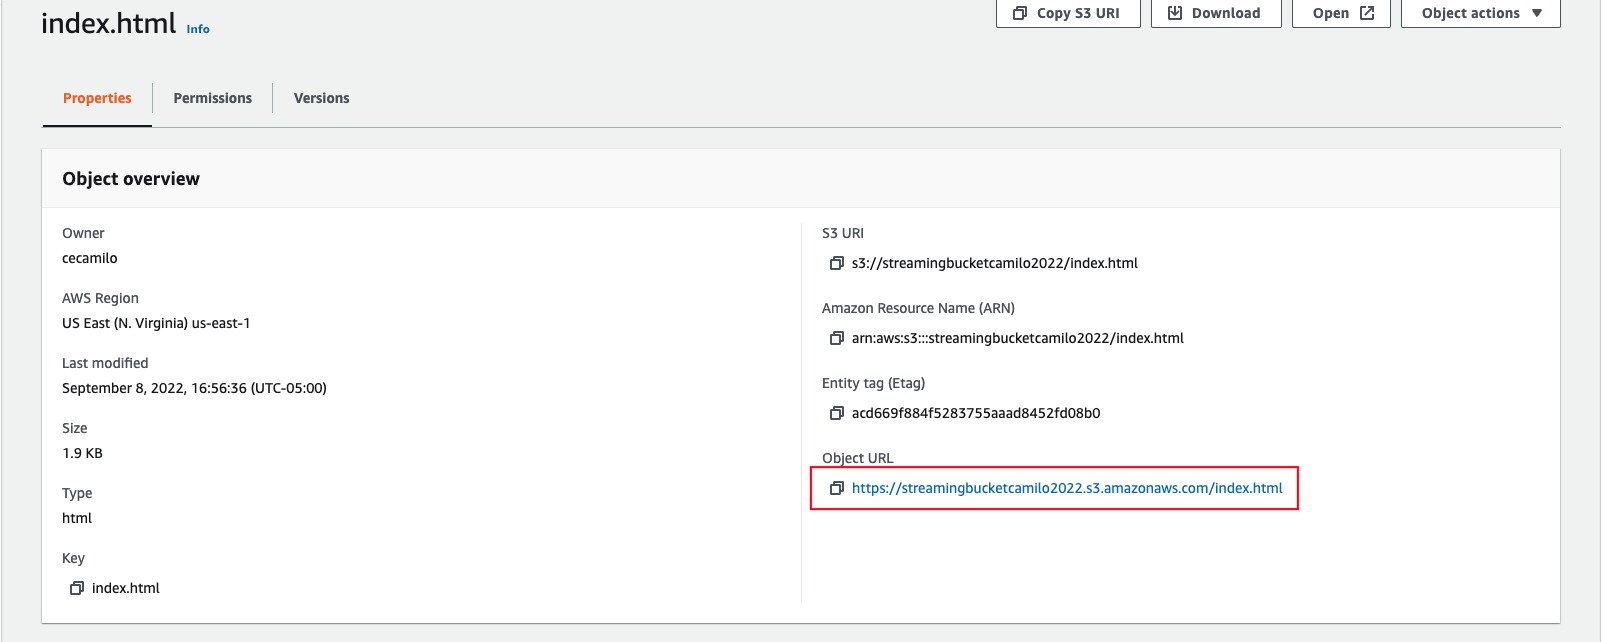 index.html Info
Copy S3 URI
Download
Open
Object actions
Properties
Permissions
Versions
Object overview
Owner
cecamilo
AWS Region
US East (N. Virginia) us-east-1
Last modified
September 8, 2022, 16:56:36 (UTC-05:00)
Size
1.9 KB
Type
html
Key
index.html
S3 URI
s3://streamingbucketcamilo2022/index.html
Amazon Resource Name (ARN)
arn:aws:s3:::streamingbucketcamilo2022/index.html
Entity tag (Etag)
acd669f884f5283755aaad8452fd08b0
Object URL
https://streamingbucketcamilo2022.s3.amazonaws.com/index.html